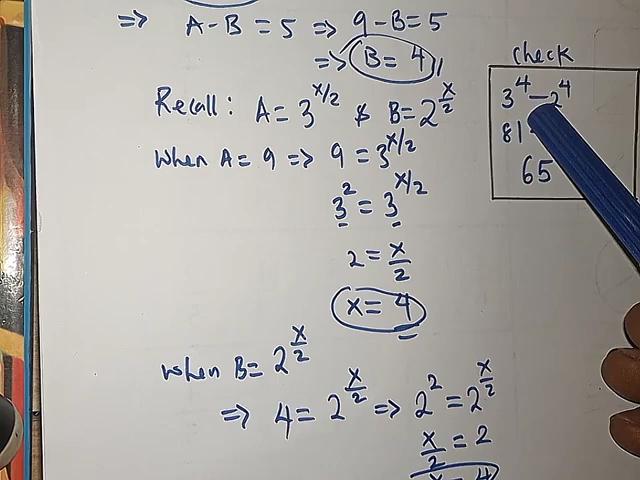 ⇒ A-B = 5 ⇒ 9-B=5
⇒ B= 4 //
Recall: A= 3^x/2 & B= 2^x/2
When A= 9 ⇒ 9 = 3^x/2
3^2 = 3^x/2
2 = x/2
x= 4
when B= 2^x/2
⇒ 4= 2^x/2 ⇒ 2^2 = 2^x/2
x/2 = 2
x= 4
check
3^4 - 2^4
81
65